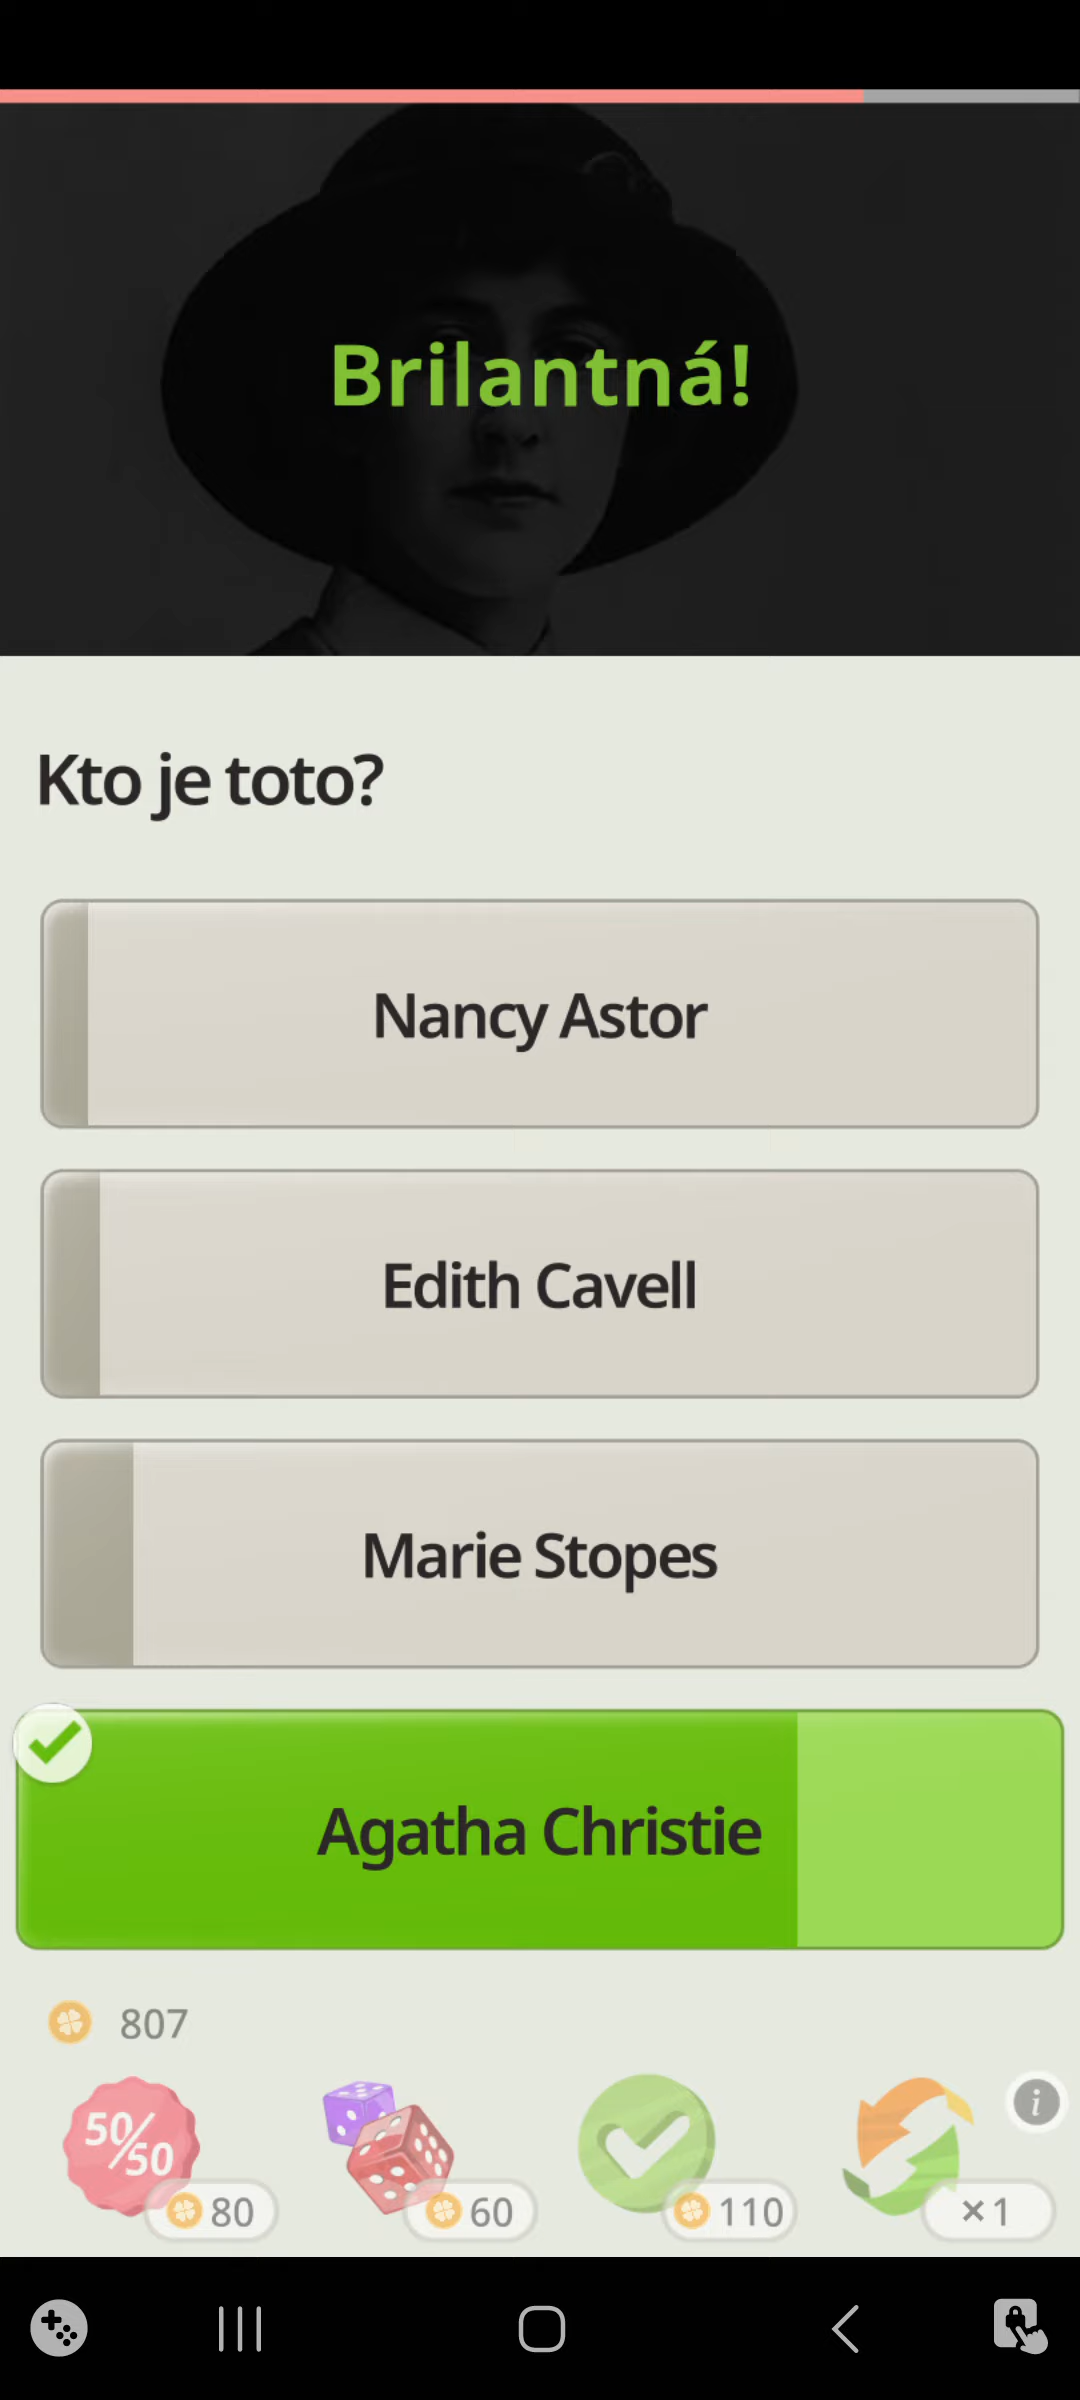 Brilantná!
Kto je toto?
Nancy Astor
Edith Cavell
Marie Stopes
Agatha Christie
807
50/50
80
60
110
×1
i